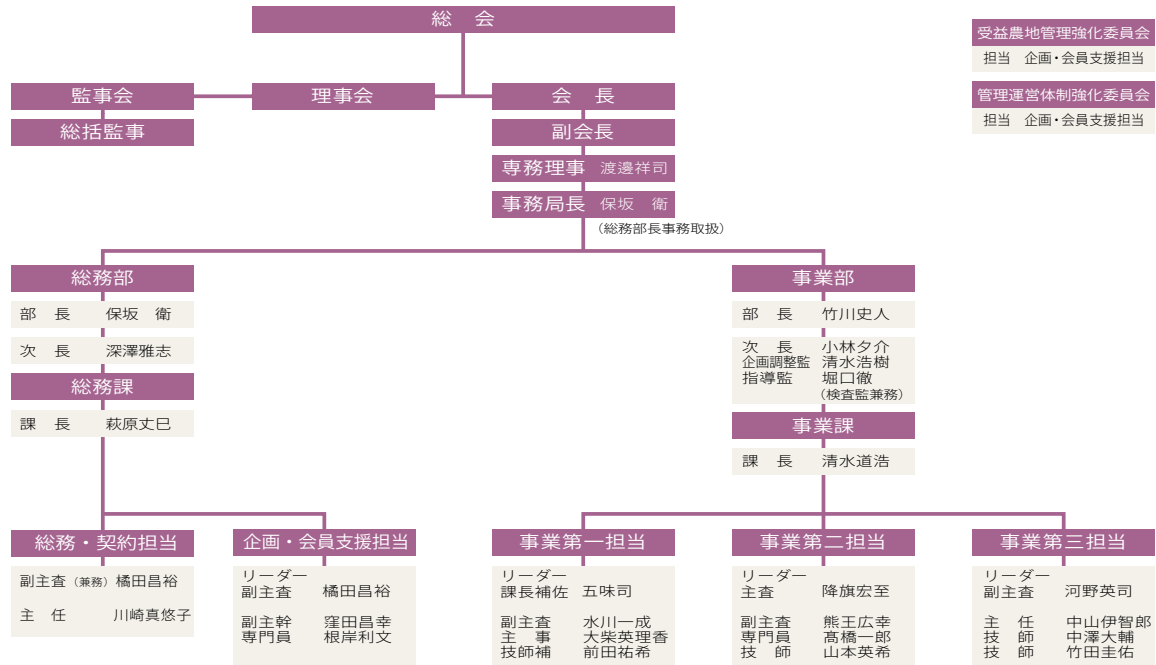 総　会
受益農地管理強化委員会
担当　企画・会員支援担当
管理運営体制強化委員会
担当　企画・会員支援担当
監事会
理事会
会　長
総括監事
副会長
専務理事　渡邊祥司
事務局長　保坂　衛
（総務部長事務取扱）
総務部
部　長　保坂　衛
次　長　深澤雅志
総務課
課　長　萩原丈巳
事業部
部　長　竹川史人
次　長　小林夕介
企画調整監　清水浩樹
指導監　堀口徹
（検査監兼務）
事業課
課　長　清水道浩
総務・契約担当
副主査（兼務）橘田昌裕
主　任　川崎真悠子
企画・会員支援担当
リーダー
副主査　橘田昌裕
副主幹　窪田昌幸
専門員　根岸利文
事業第一担当
リーダー
課長補佐　五味司
副主査　水川一成
主　事　大柴英理香
技師補　前田祐希
事業第二担当
リーダー
主査　降旗宏至
副主査　熊王広幸
専門員　髙橋一郎
技　師　山本英希
事業第三担当
リーダー
副主査　河野英司
主　任　中山伊智郎
技　師　中澤大輔
技　師　竹田圭佑